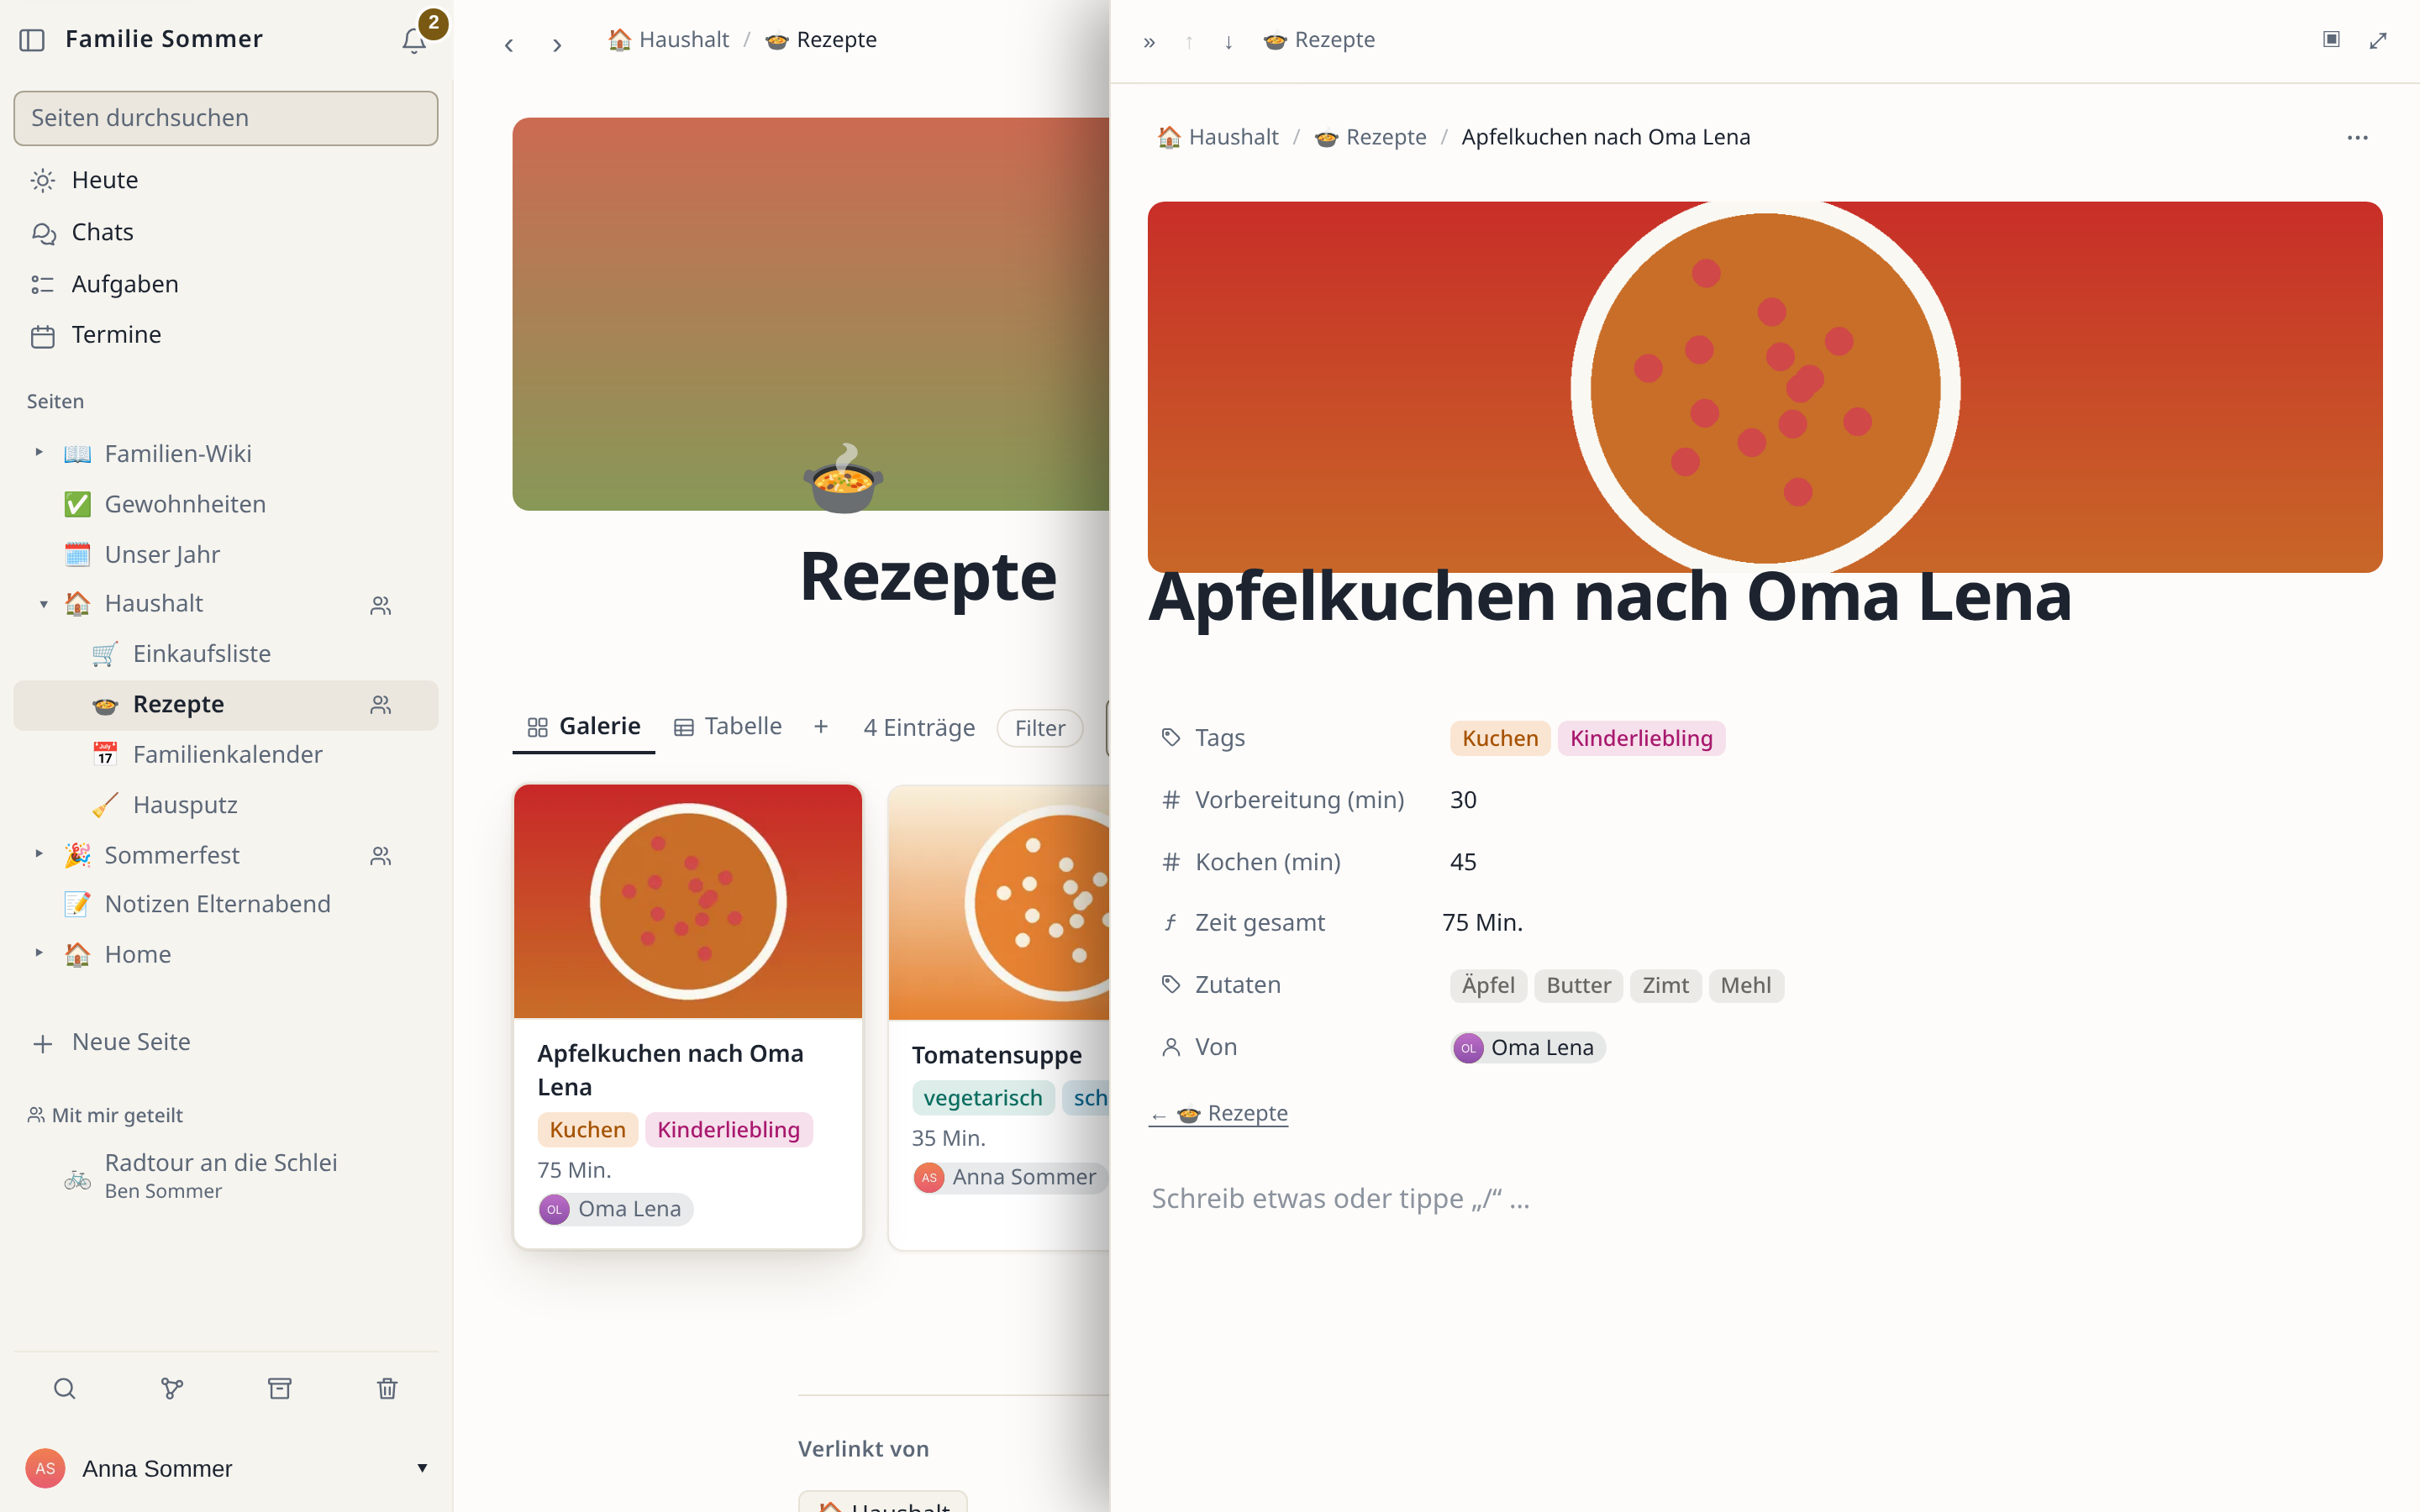 Familie Sommer
2
Seiten durchsuchen
Heute
Chats
Aufgaben
Termine
Seiten
Familien-Wiki
Gewohnheiten
Unser Jahr
Haushalt
Einkaufsliste
Rezepte
Familienkalender
Hausputz
Sommerfest
Notizen Elternabend
Home
Neue Seite
Mit mir geteilt
Radtour an die Schlei
Ben Sommer
AS Anna Sommer
Haushalt / Rezepte
Rezepte
Galerie Tabelle + 4 Einträge Filter
Apfelkuchen nach Oma
Lena
Kuchen Kinderliebling
75 Min.
OL Oma Lena
Tomatensuppe
vegetarisch sch
35 Min.
AS Anna Sommer
Verlinkt von
Haushalt
» ↑ ↓ Rezepte
Haushalt / Rezepte / Apfelkuchen nach Oma Lena
Apfelkuchen nach Oma Lena
Tags Kuchen Kinderliebling
Vorbereitung (min) 30
Kochen (min) 45
Zeit gesamt 75 Min.
Zutaten Äpfel Butter Zimt Mehl
Von OL Oma Lena
← Rezepte
Schreib etwas oder tippe „/“ …